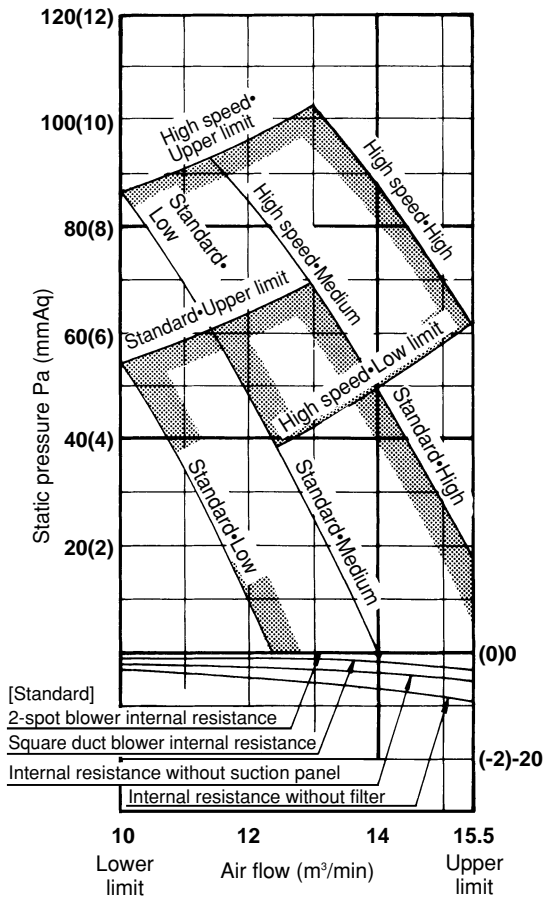 120(12)
100(10)
80(8)
60(6)
40(4)
20(2)
Static pressure Pa (mmAq)
High speed•
Upper limit
High speed•High
Standard•
Low
High speed•Medium
Standard•Upper limit
High speed•Low limit
Standard•High
Standard•Low
Standard•Medium
(0)0
(-2)-20
[Standard]
2-spot blower internal resistance
Square duct blower internal resistance
Internal resistance without suction panel
Internal resistance without filter
10 12 14 15.5
Lower
limit
Air flow (m³/min)
Upper
limit